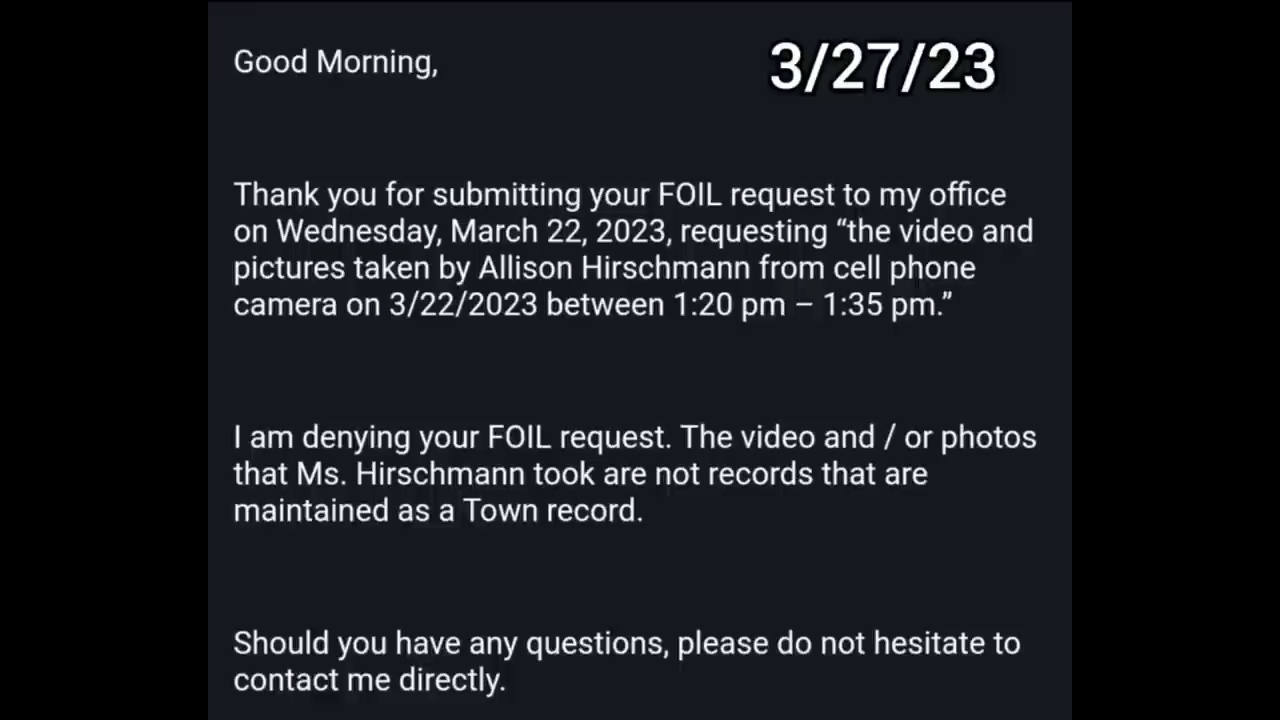 Good Morning,
3/27/23
Thank you for submitting your FOIL request to my office
on Wednesday, March 22, 2023, requesting “the video and
pictures taken by Allison Hirschmann from cell phone
camera on 3/22/2023 between 1:20 pm – 1:35 pm.”
I am denying your FOIL request. The video and / or photos
that Ms. Hirschmann took are not records that are
maintained as a Town record.
Should you have any questions, please do not hesitate to
contact me directly.